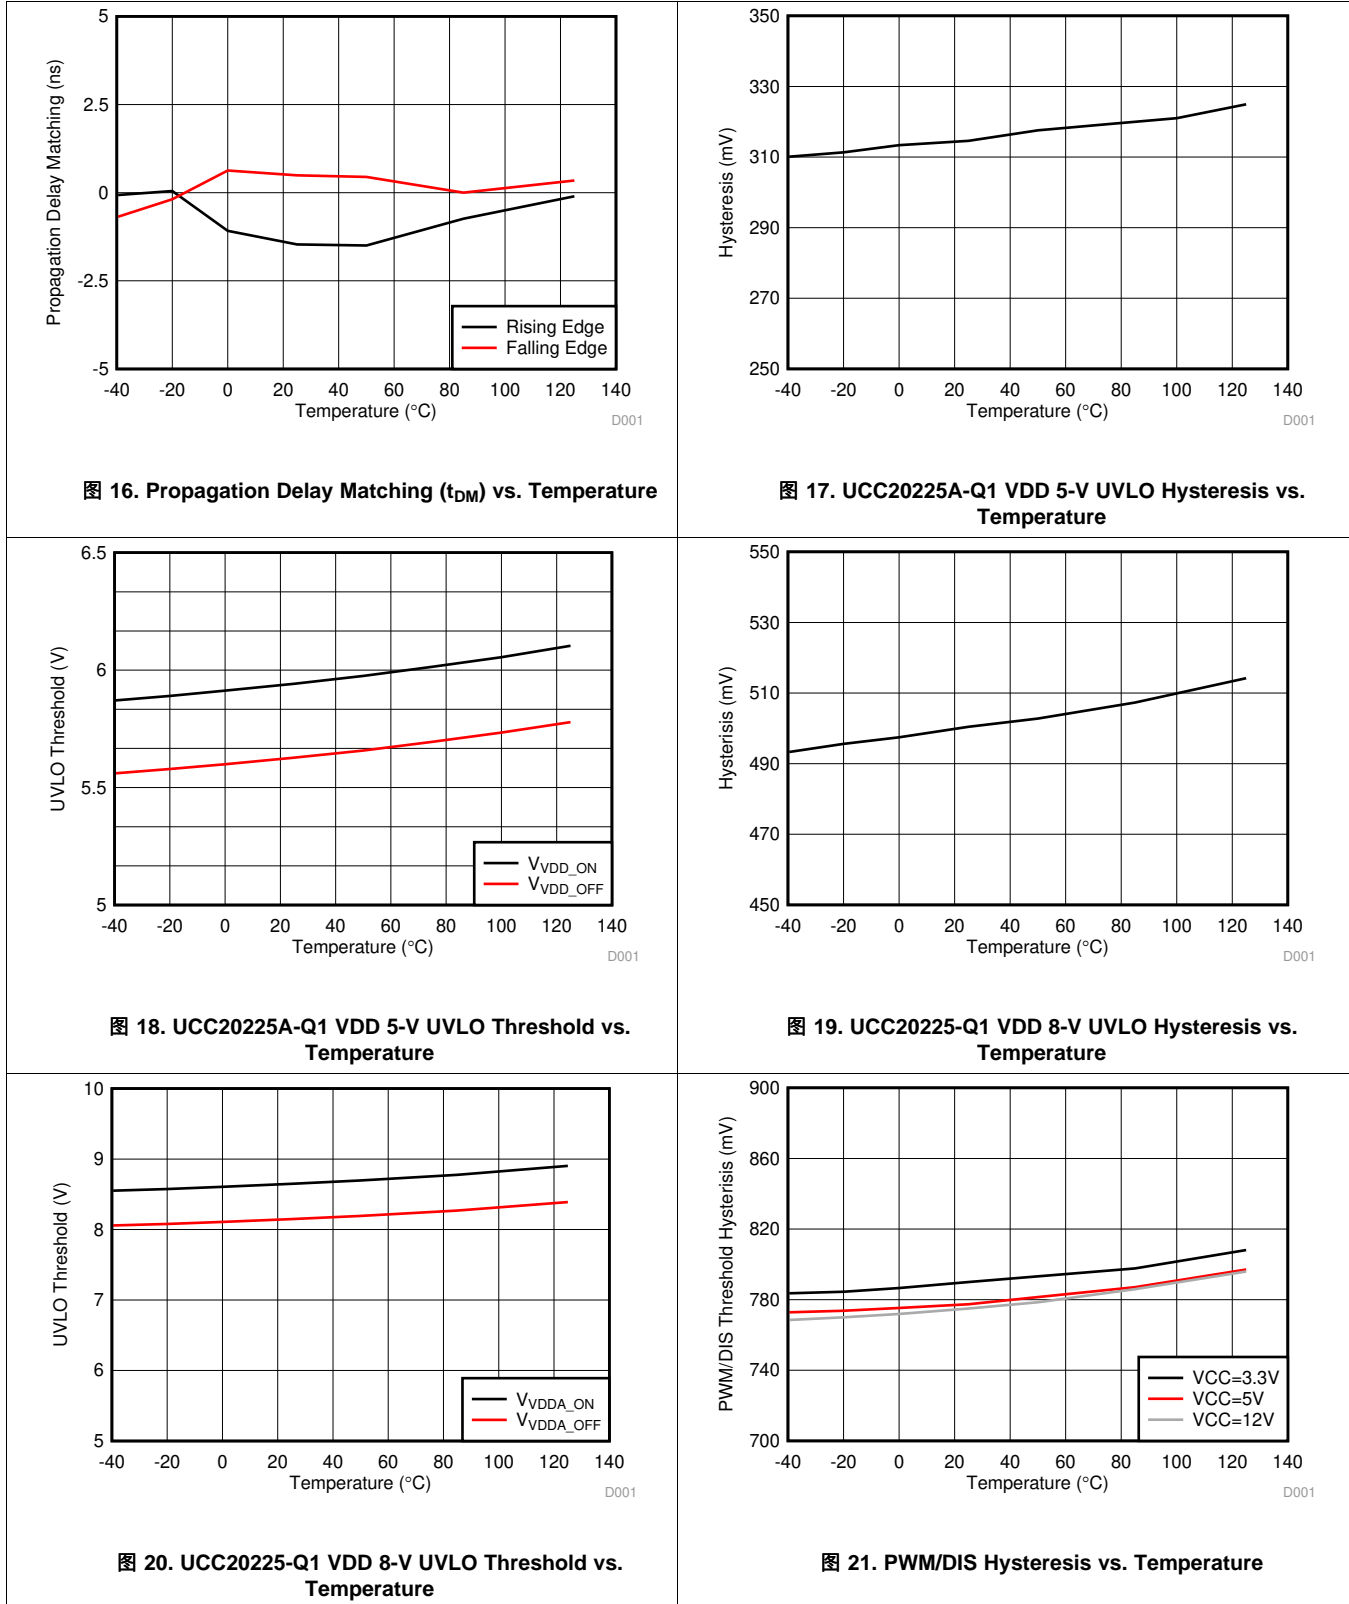 5
2.5
0
-2.5
-5
Propagation Delay Matching (ns)
Rising Edge
Falling Edge
-40 -20 0 20 40 60 80 100 120 140
Temperature (°C)
D001
图 16. Propagation Delay Matching (tDM) vs. Temperature
350
330
310
290
270
250
Hysteresis (mV)
-40 -20 0 20 40 60 80 100 120 140
Temperature (°C)
D001
图 17. UCC20225A-Q1 VDD 5-V UVLO Hysteresis vs.
Temperature
6.5
6
5.5
5
UVLO Threshold (V)
VVDD_ON
VVDD_OFF
-40 -20 0 20 40 60 80 100 120 140
Temperature (°C)
D001
图 18. UCC20225A-Q1 VDD 5-V UVLO Threshold vs.
Temperature
550
530
510
490
470
450
Hysterisis (mV)
-40 -20 0 20 40 60 80 100 120 140
Temperature (°C)
D001
图 19. UCC20225-Q1 VDD 8-V UVLO Hysteresis vs.
Temperature
10
9
8
7
6
5
UVLO Threshold (V)
VVDDA_ON
VVDDA_OFF
-40 -20 0 20 40 60 80 100 120 140
Temperature (°C)
D001
图 20. UCC20225-Q1 VDD 8-V UVLO Threshold vs.
Temperature
900
860
820
780
740
700
PWM/DIS Threshold Hysterisis (mV)
VCC=3.3V
VCC=5V
VCC=12V
-40 -20 0 20 40 60 80 100 120 140
Temperature (°C)
D001
图 21. PWM/DIS Hysteresis vs. Temperature